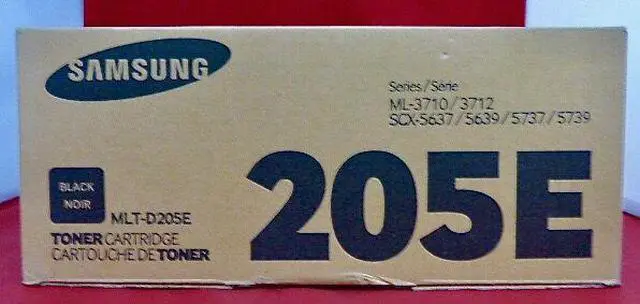 SAMSUNG
Series/Série
ML-3710/3712
SCX-5637/5639/5737/5739
205E
BLACK
NOIR
MLT-D205E
TONER CARTRIDGE
CARTOUCHE DE TONER